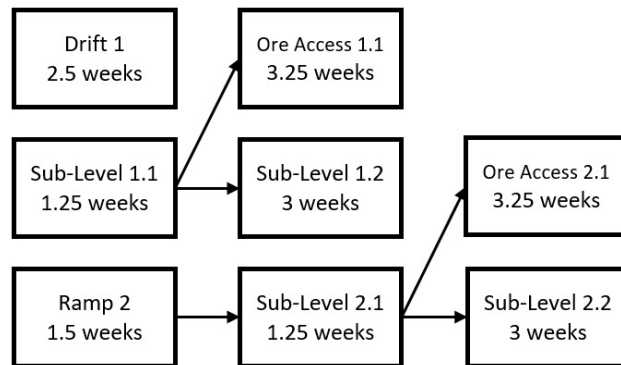 Drift 1
2.5 weeks
Ore Access 1.1
3.25 weeks
Sub-Level 1.1
1.25 weeks
Sub-Level 1.2
3 weeks
Ore Access 2.1
3.25 weeks
Ramp 2
1.5 weeks
Sub-Level 2.1
1.25 weeks
Sub-Level 2.2
3 weeks